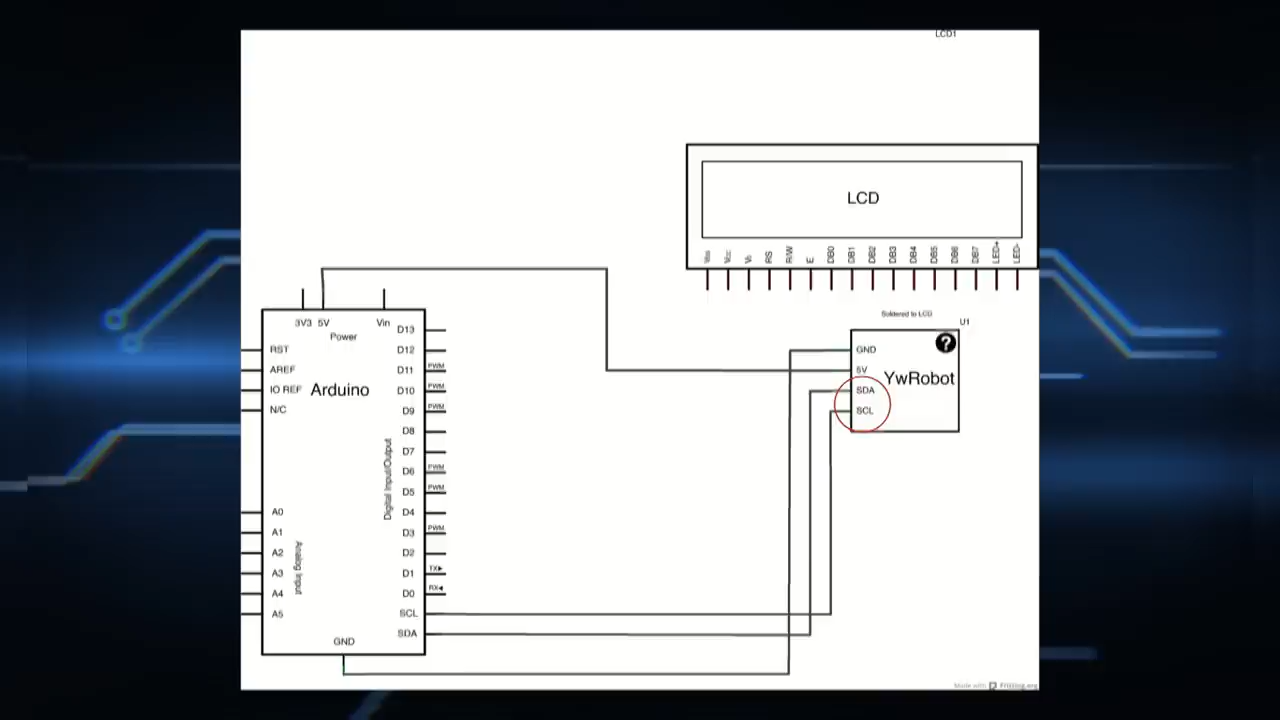 LCD1
LCD
Vss Vcc Vo RS R/W E DB0 DB1 DB2 DB3 DB4 DB5 DB6 DB7 LED+ LED-
Soldered to LCD
U1
?
GND
5V
SDA
SCL
YwRobot
3V3 5V Vin
Power
Arduino
RST
AREF
IO REF
N/C
A0
A1
A2
A3
A4
A5
Analog Input
Digital Input/Output
D13
D12
D11 PWM
D10 PWM
D9 PWM
D8
D7
D6 PWM
D5 PWM
D4
D3 PWM
D2
D1 TX▸
D0 RX◂
SCL
SDA
GND
Made with Fritzing.org